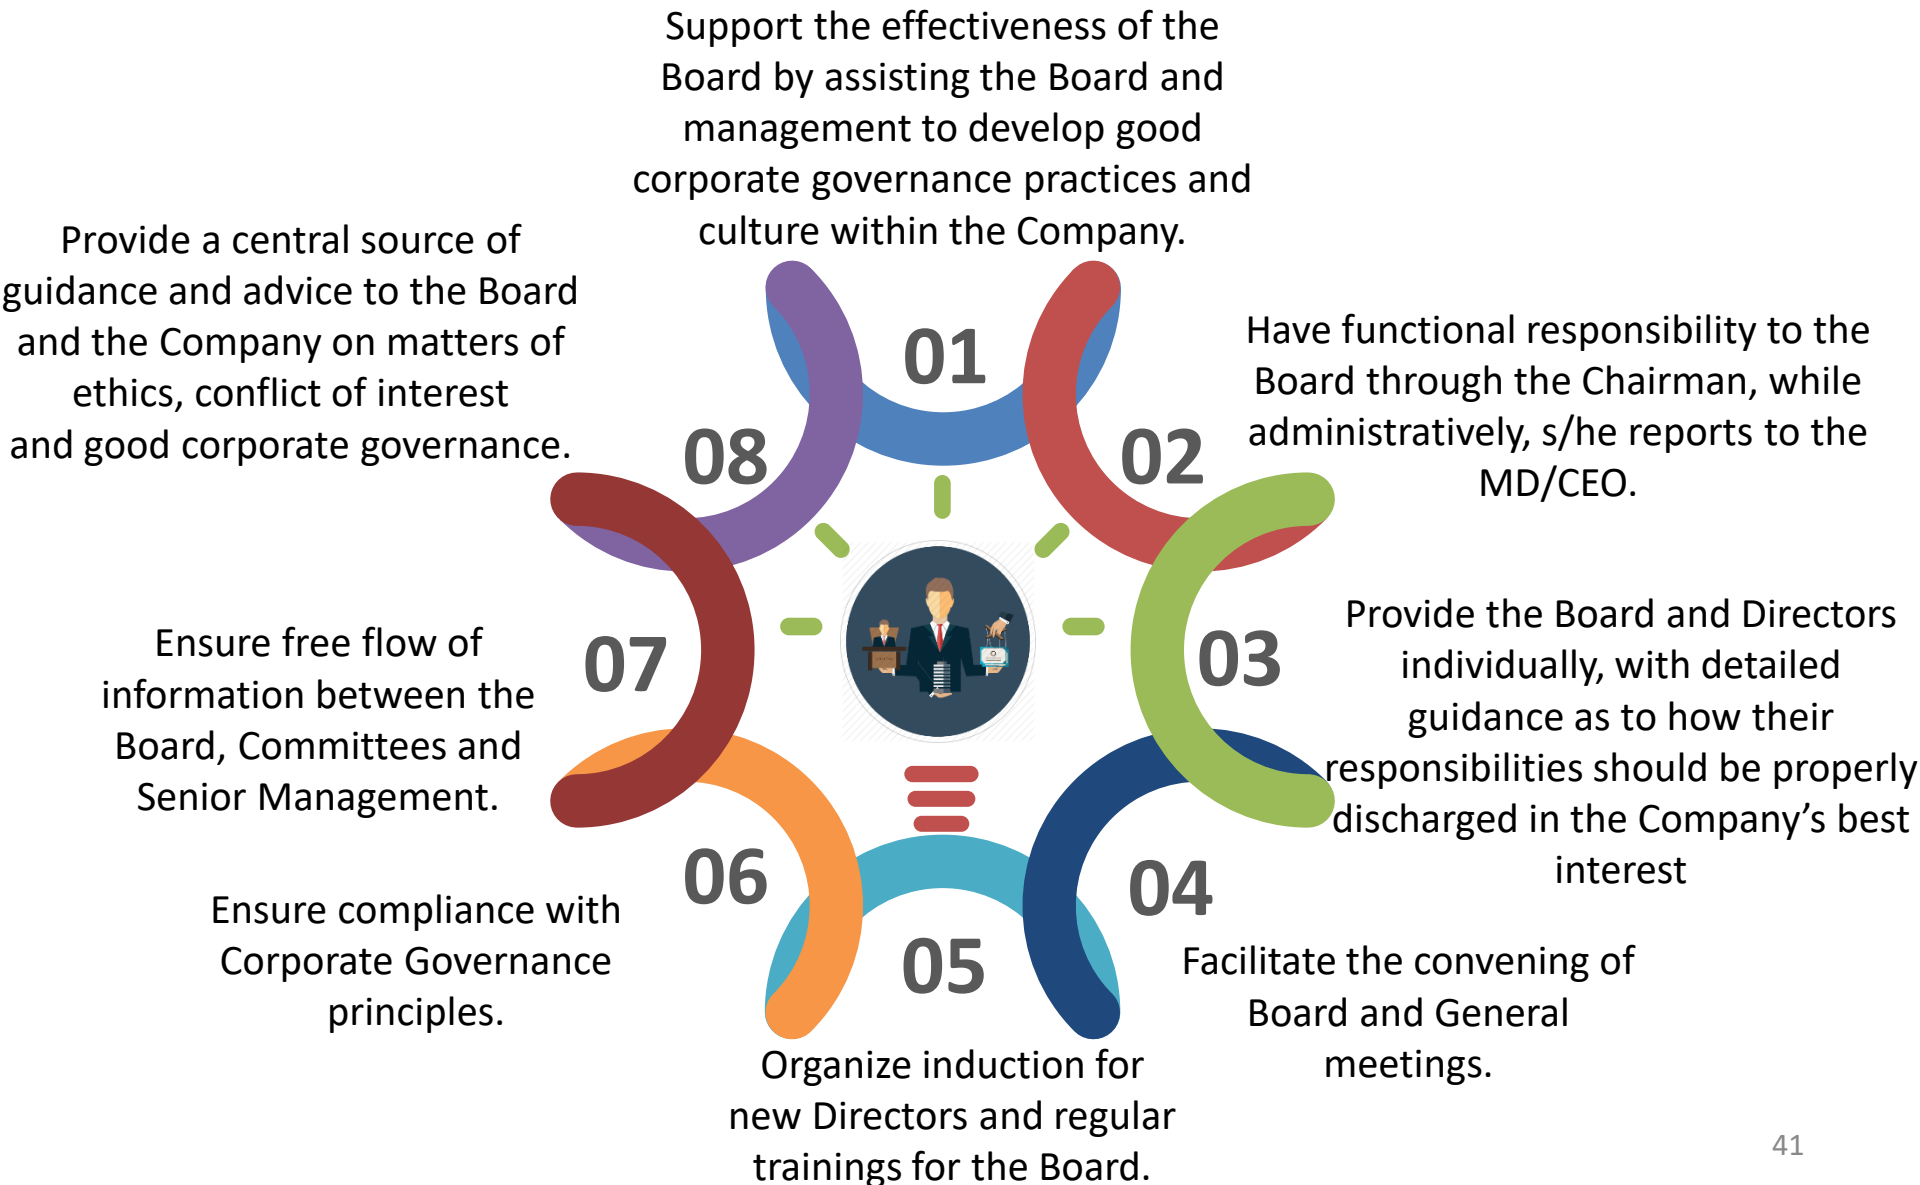 01
Support the effectiveness of the
Board by assisting the Board and
management to develop good
corporate governance practices and
culture within the Company.
02
Have functional responsibility to the
Board through the Chairman, while
administratively, s/he reports to the
MD/CEO.
03
Provide the Board and Directors
individually, with detailed
guidance as to how their
responsibilities should be properly
discharged in the Company’s best
interest
04
Facilitate the convening of
Board and General
meetings.
05
Organize induction for
new Directors and regular
trainings for the Board.
06
Ensure compliance with
Corporate Governance
principles.
07
Ensure free flow of
information between the
Board, Committees and
Senior Management.
08
Provide a central source of
guidance and advice to the Board
and the Company on matters of
ethics, conflict of interest
and good corporate governance.
41